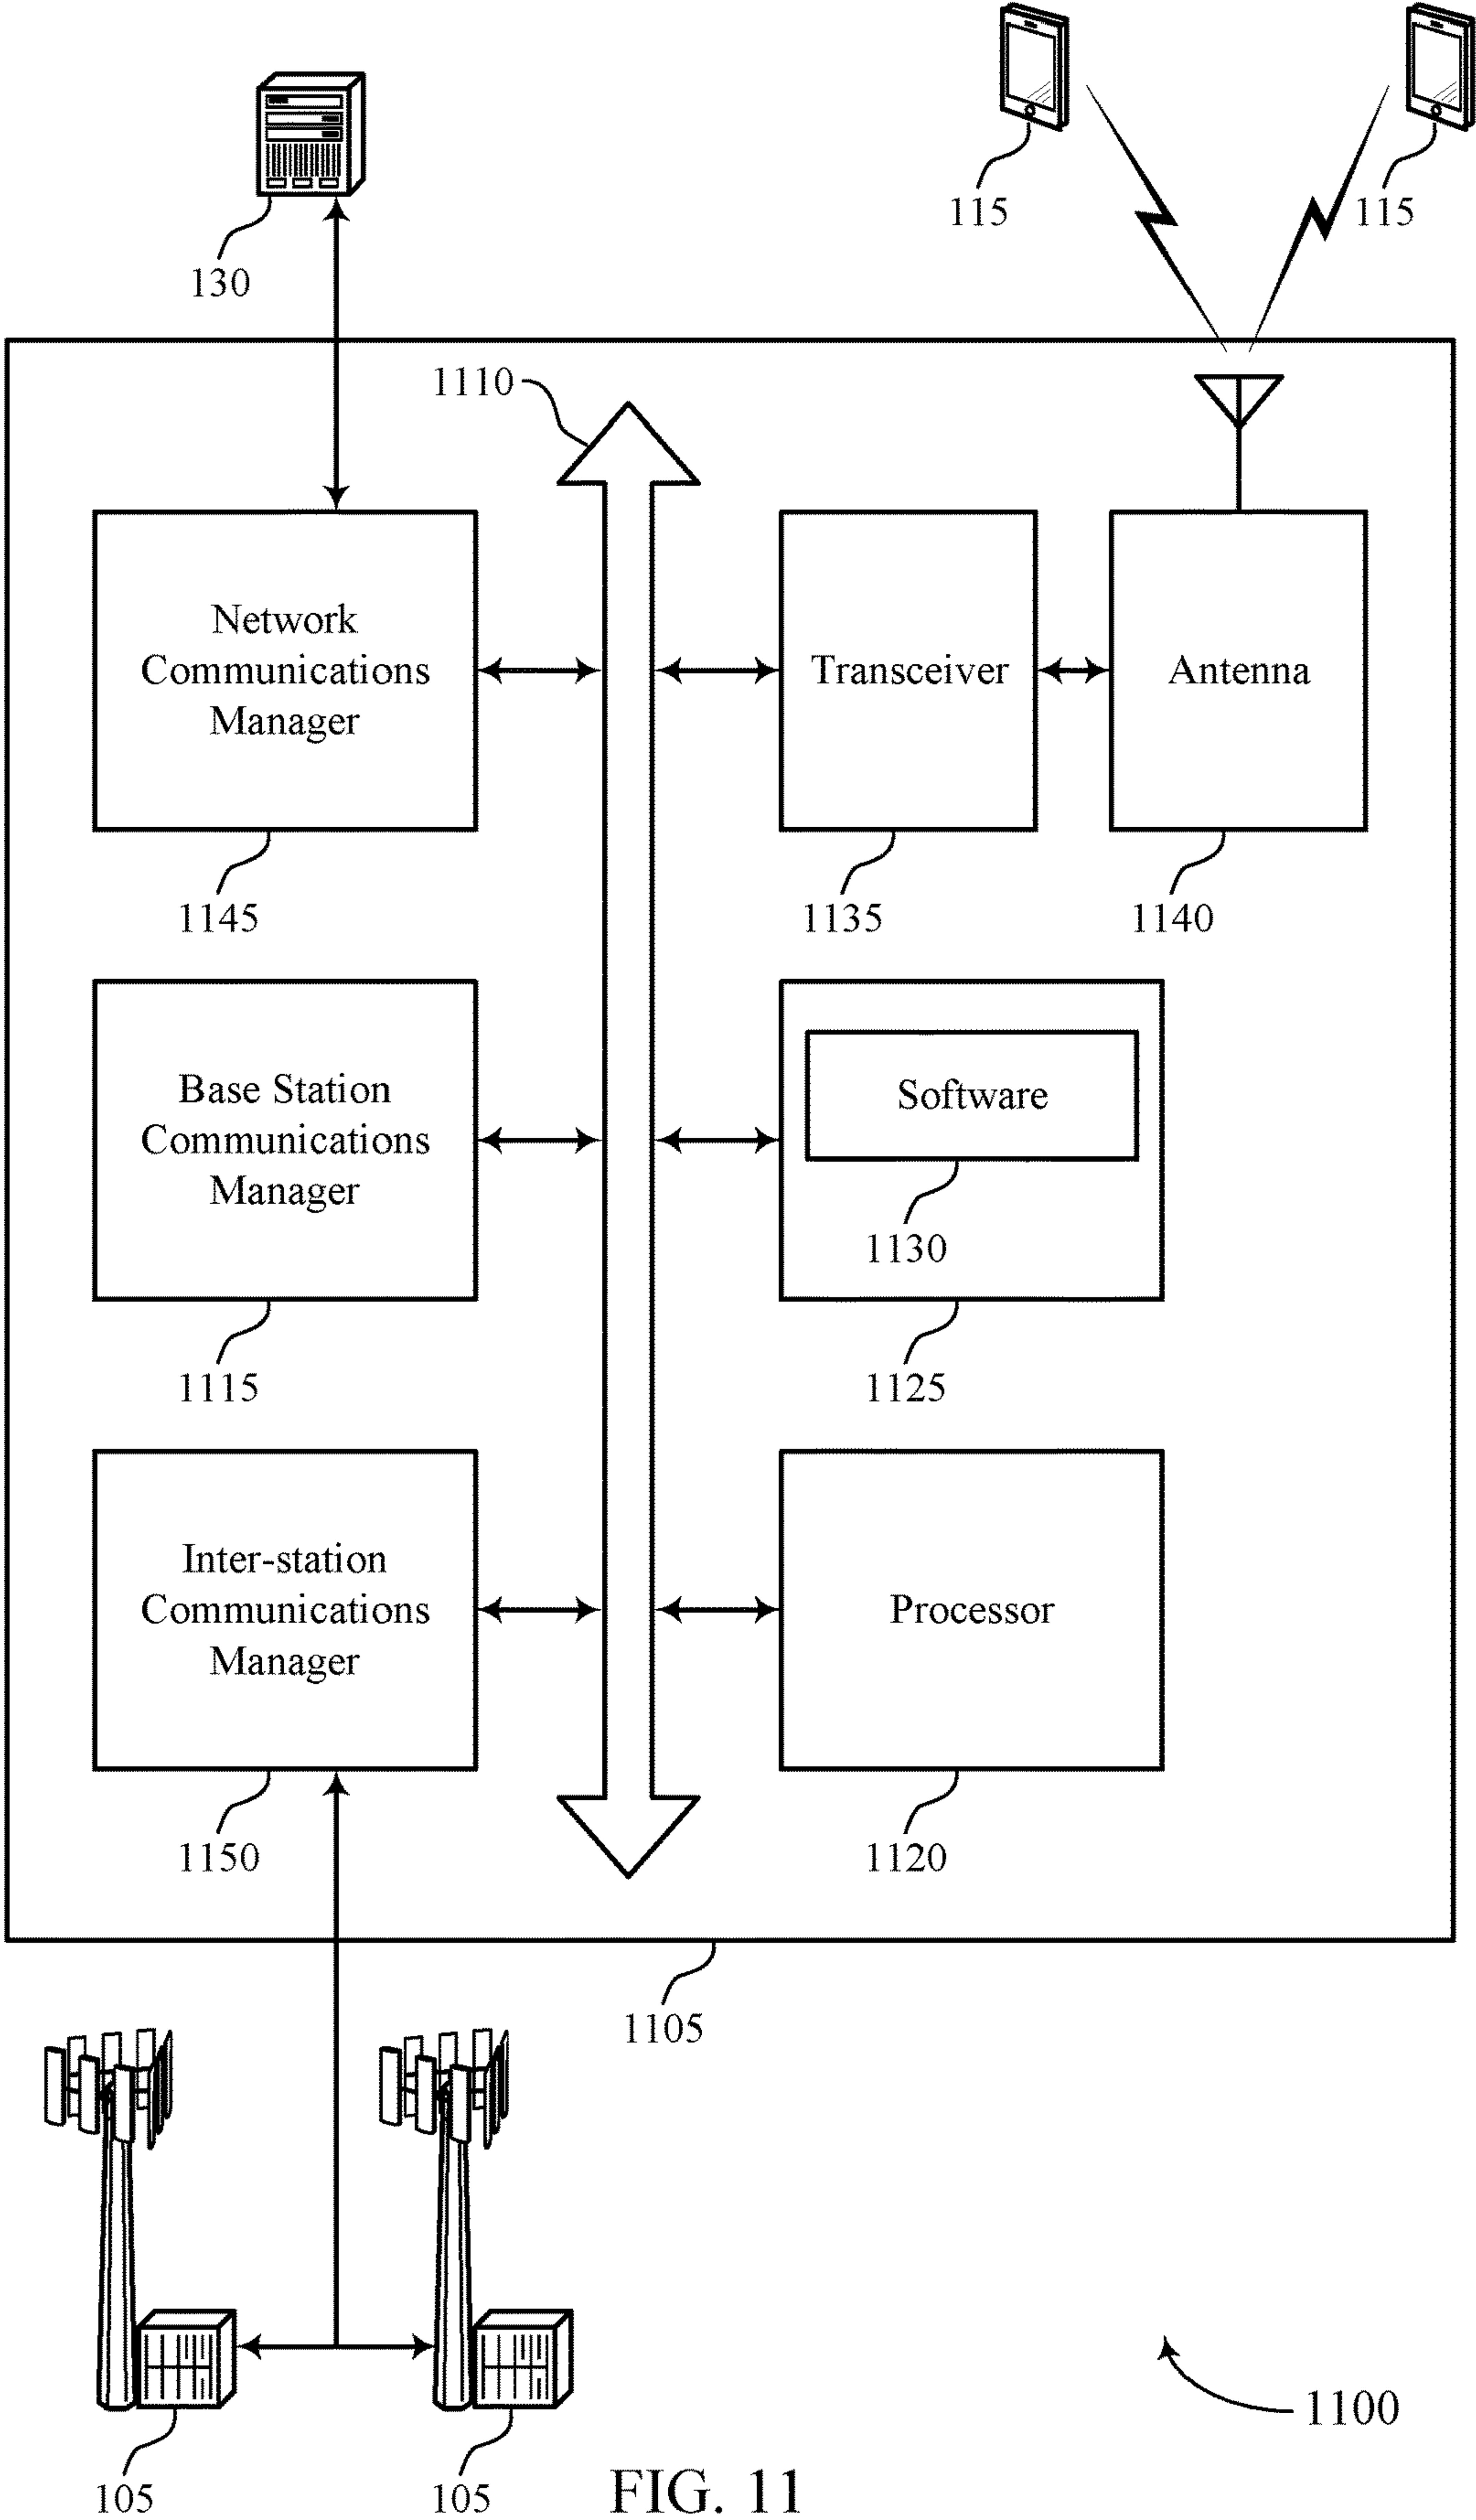 115
115
130
1110
Network
Communications
Manager
Transceiver
Antenna
1145
1135
1140
Base Station
Communications
Manager
Software
1130
1115
1125
Inter-station
Communications
Manager
Processor
1150
1120
1105
1100
105
105
FIG. 11